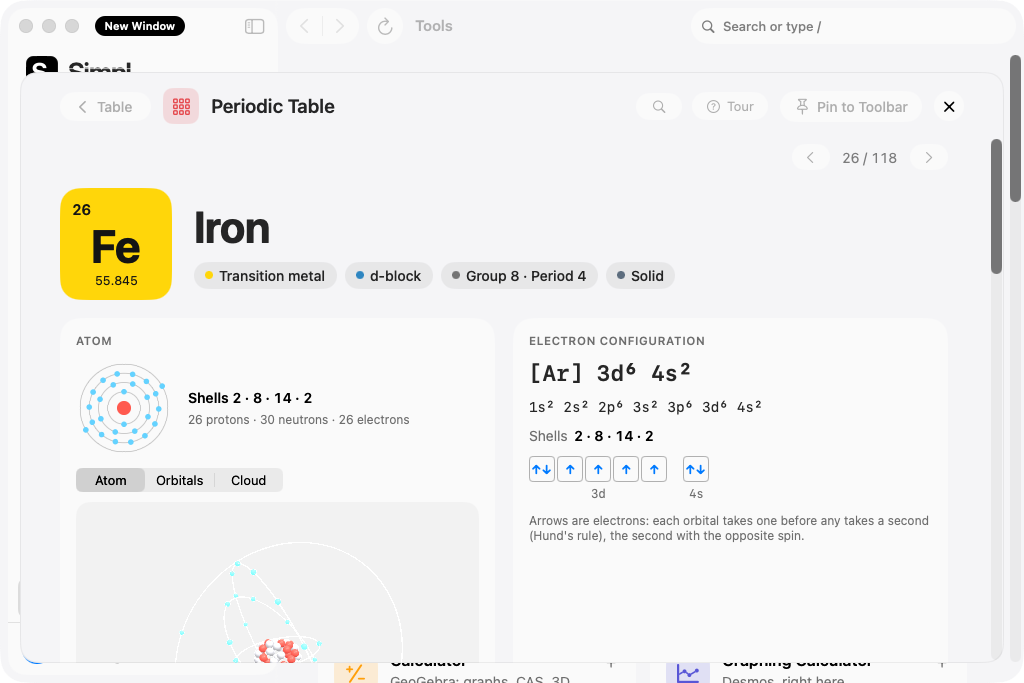 New Window
Tools
Search or type /
Simpl
Table
Periodic Table
Tour
Pin to Toolbar
26 / 118
26
Fe
55.845
Iron
Transition metal
d-block
Group 8 · Period 4
Solid
ATOM
Shells 2 · 8 · 14 · 2
26 protons · 30 neutrons · 26 electrons
Atom
Orbitals
Cloud
ELECTRON CONFIGURATION
[Ar] 3d⁶ 4s²
1s² 2s² 2p⁶ 3s² 3p⁶ 3d⁶ 4s²
Shells 2 · 8 · 14 · 2
3d
4s
Arrows are electrons: each orbital takes one before any takes a second
(Hund's rule), the second with the opposite spin.
Calculator
GeoGebra: graphs, CAS, 3D
Graphing Calculator
Desmos, right here